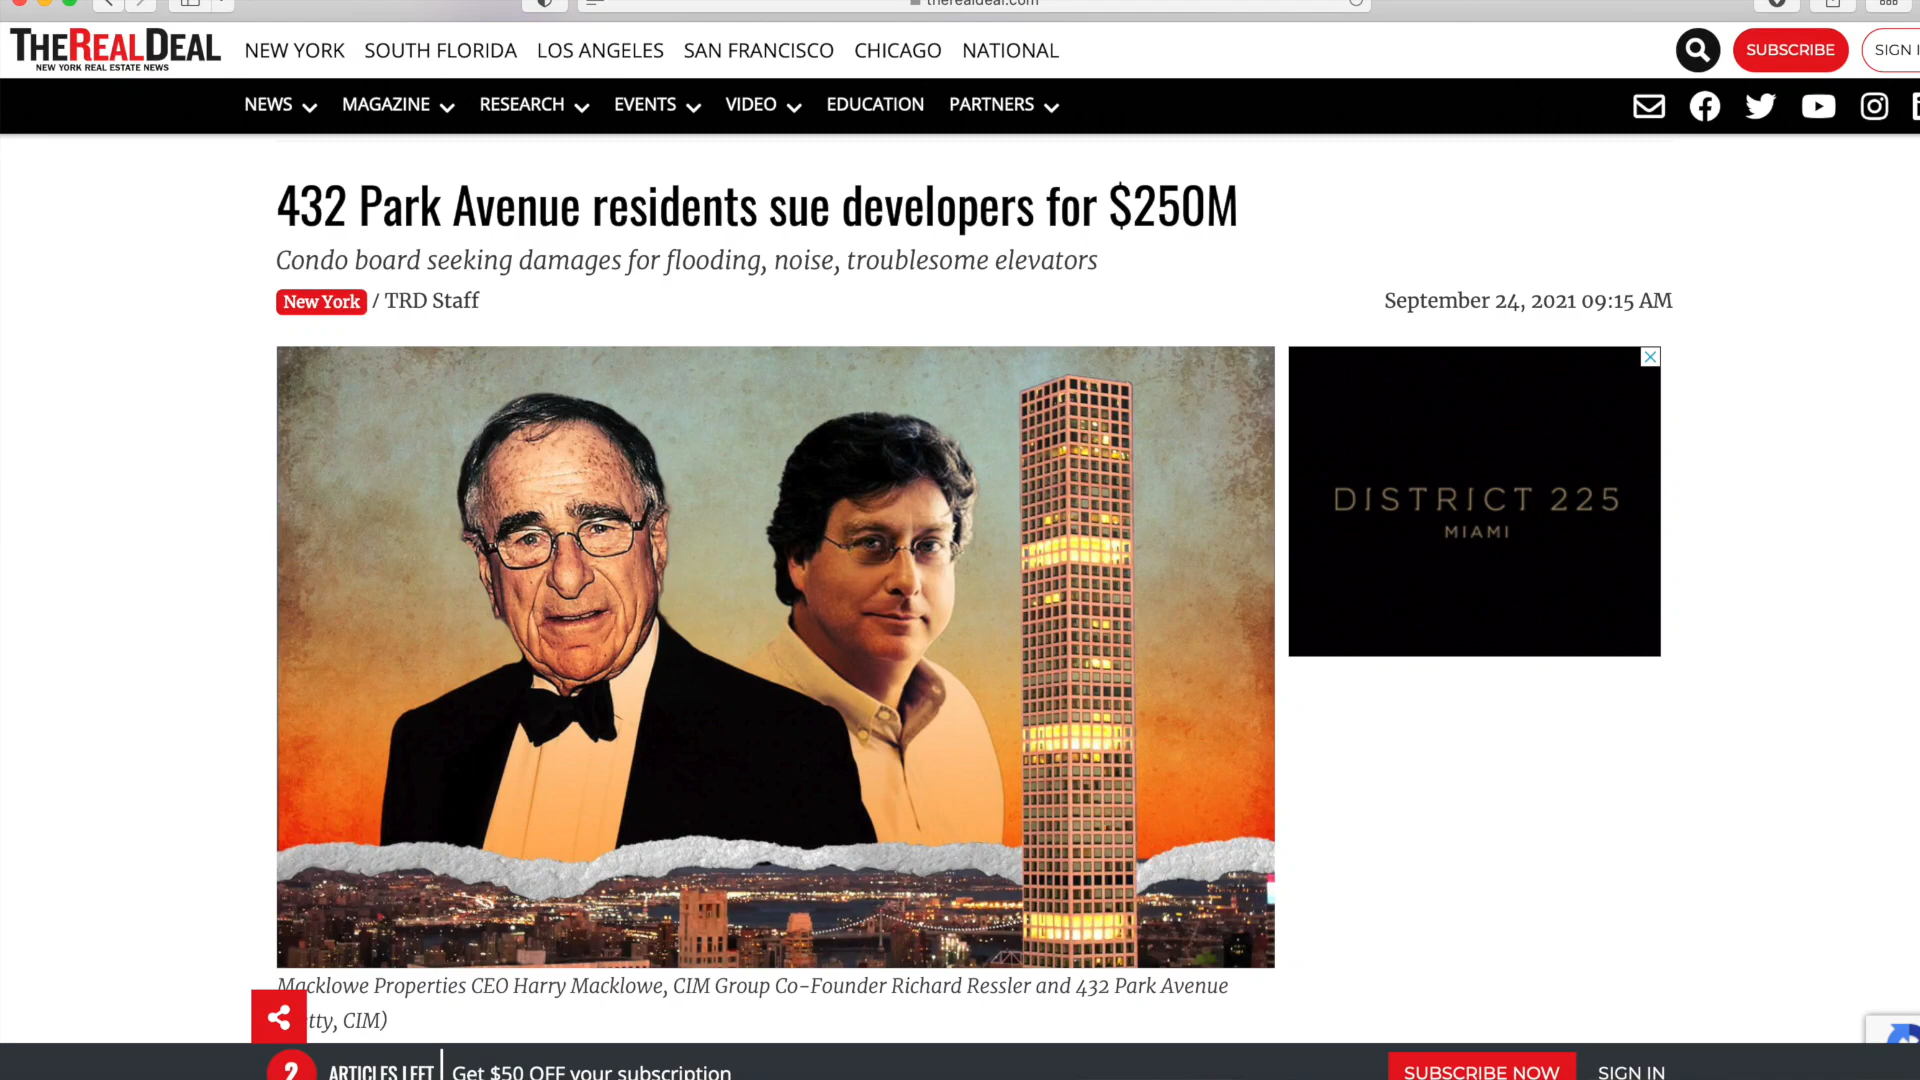 therealdeal.com
THEREALDEAL
NEW YORK REAL ESTATE NEWS
NEW YORK SOUTH FLORIDA LOS ANGELES SAN FRANCISCO CHICAGO NATIONAL
SUBSCRIBE
SIGN
NEWS MAGAZINE RESEARCH EVENTS VIDEO EDUCATION PARTNERS
432 Park Avenue residents sue developers for $250M
Condo board seeking damages for flooding, noise, troublesome elevators
New York / TRD Staff
September 24, 2021 09:15 AM
DISTRICT 225
MIAMI
Macklowe Properties CEO Harry Macklowe, CIM Group Co-Founder Richard Ressler and 432 Park Avenue
tty, CIM)
2 ARTICLES LEFT Get $50 OFF your subscription
SUBSCRIBE NOW SIGN IN